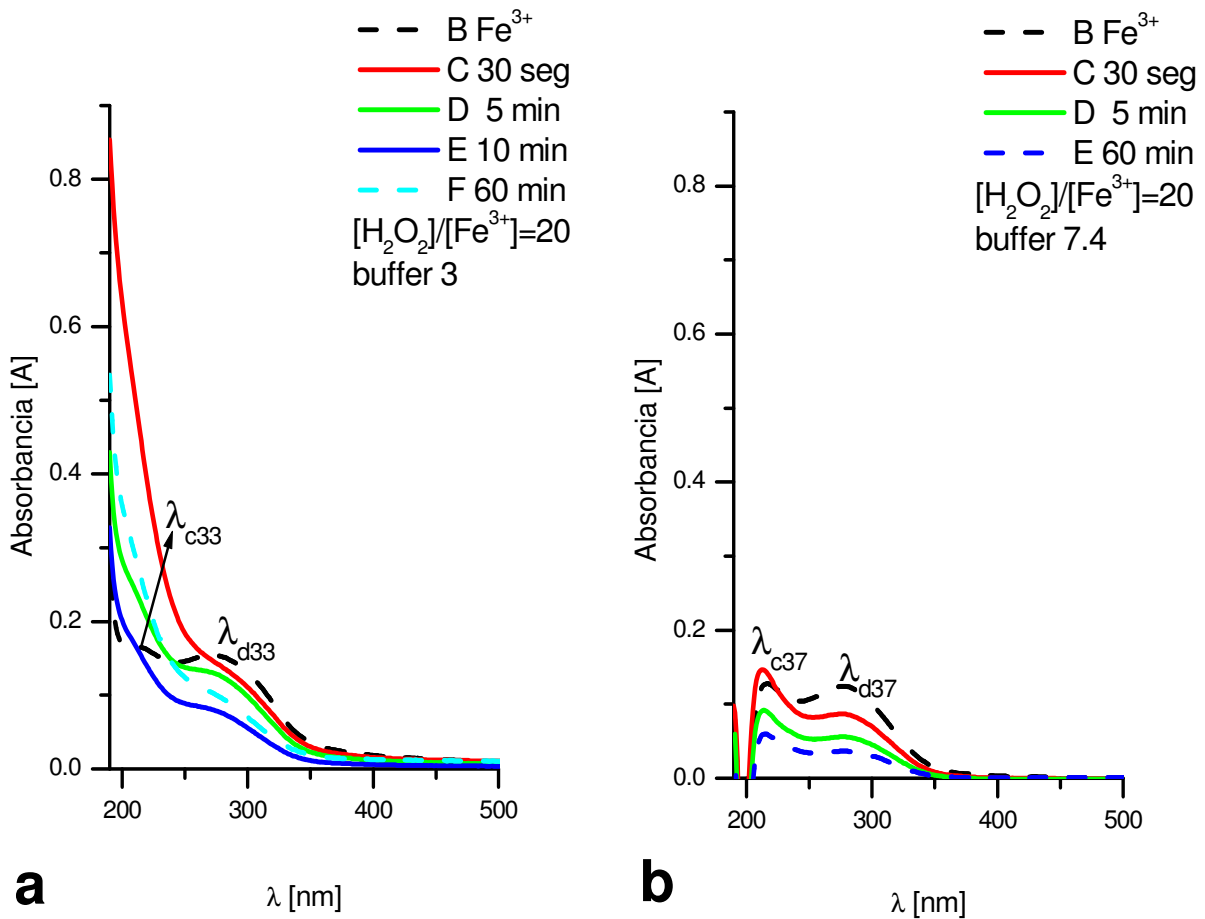 B Fe³⁺
C 30 seg
D 5 min
E 10 min
F 60 min
[H₂O₂]/[Fe³⁺]=20
buffer 3
0.8
0.6
0.4
0.2
0.0
Absorbancia [A]
λc33
λd33
200 300 400 500
λ [nm]
a
B Fe³⁺
C 30 seg
D 5 min
E 60 min
[H₂O₂]/[Fe³⁺]=20
buffer 7.4
0.8
0.6
0.4
0.2
0.0
Absorbancia [A]
λc37
λd37
200 300 400 500
λ [nm]
b